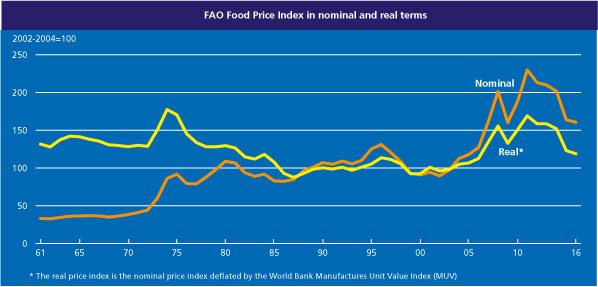 FAO Food Price Index in nominal and real terms
2002-2004=100
250
200
150
100
50
0
Nominal
Real*
61 65 70 75 80 85 90 95 00 05 10 16
* The real price index is the nominal price index deflated by the World Bank Manufactures Unit Value Index (MUV)